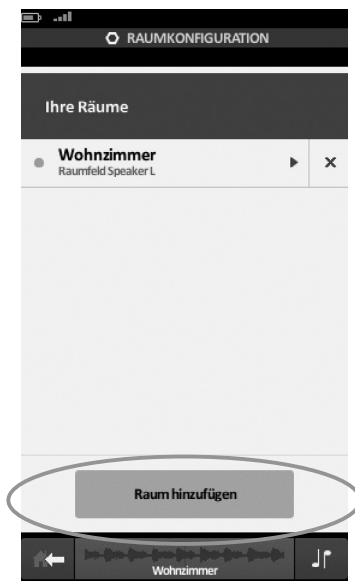 RAUMKONFIGURATION
Ihre Räume
Wohnzimmer
Raumfeld Speaker L
Raum hinzufügen
Wohnzimmer